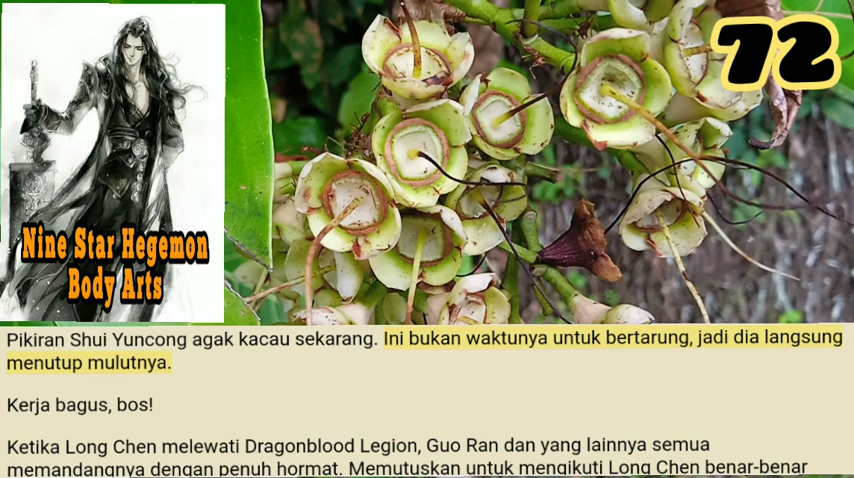 72
Nine Star Hegemon
Body Arts
Pikiran Shui Yuncong agak kacau sekarang. Ini bukan waktunya untuk bertarung, jadi dia langsung
menutup mulutnya.
Kerja bagus, bos!
Ketika Long Chen melewati Dragonblood Legion, Guo Ran dan yang lainnya semua
memandangnya dengan penuh hormat. Memutuskan untuk mengikuti Long Chen benar-benar